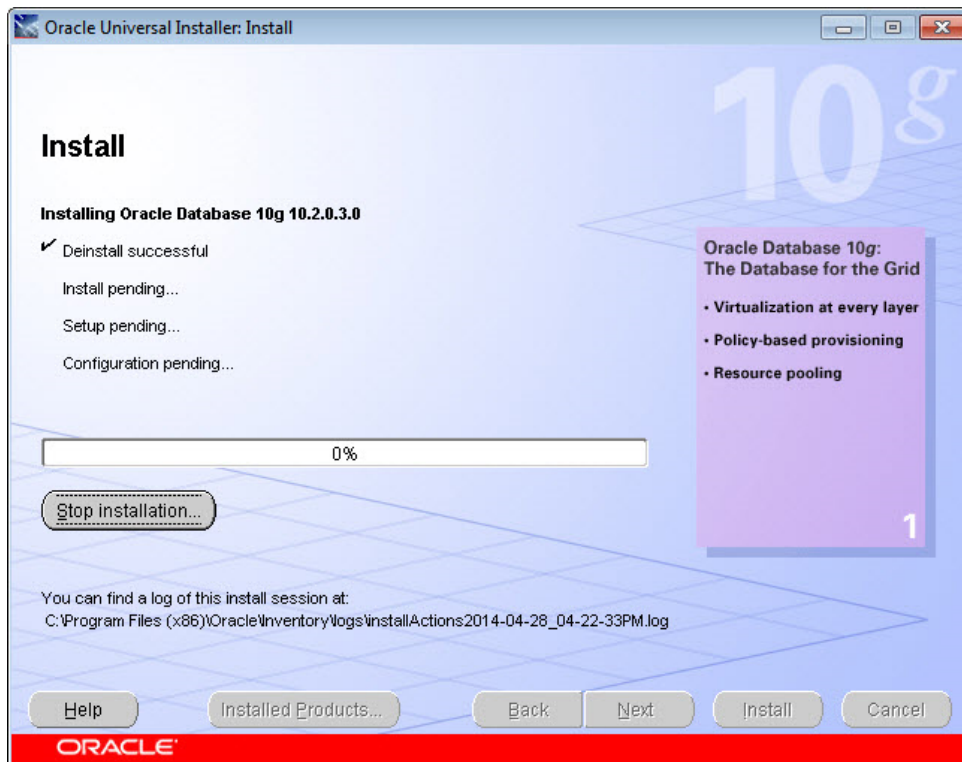 Oracle Universal Installer: Install
10g
Install
Installing Oracle Database 10g 10.2.0.3.0
Deinstall successful
Install pending...
Setup pending...
Configuration pending...
0%
Stop installation...
Oracle Database 10g:
The Database for the Grid
• Virtualization at every layer
• Policy-based provisioning
• Resource pooling
1
You can find a log of this install session at:
C:\Program Files (x86)\Oracle\Inventory\logs\installActions2014-04-28_04-22-33PM.log
Help
Installed Products...
Back
Next
Install
Cancel
ORACLE